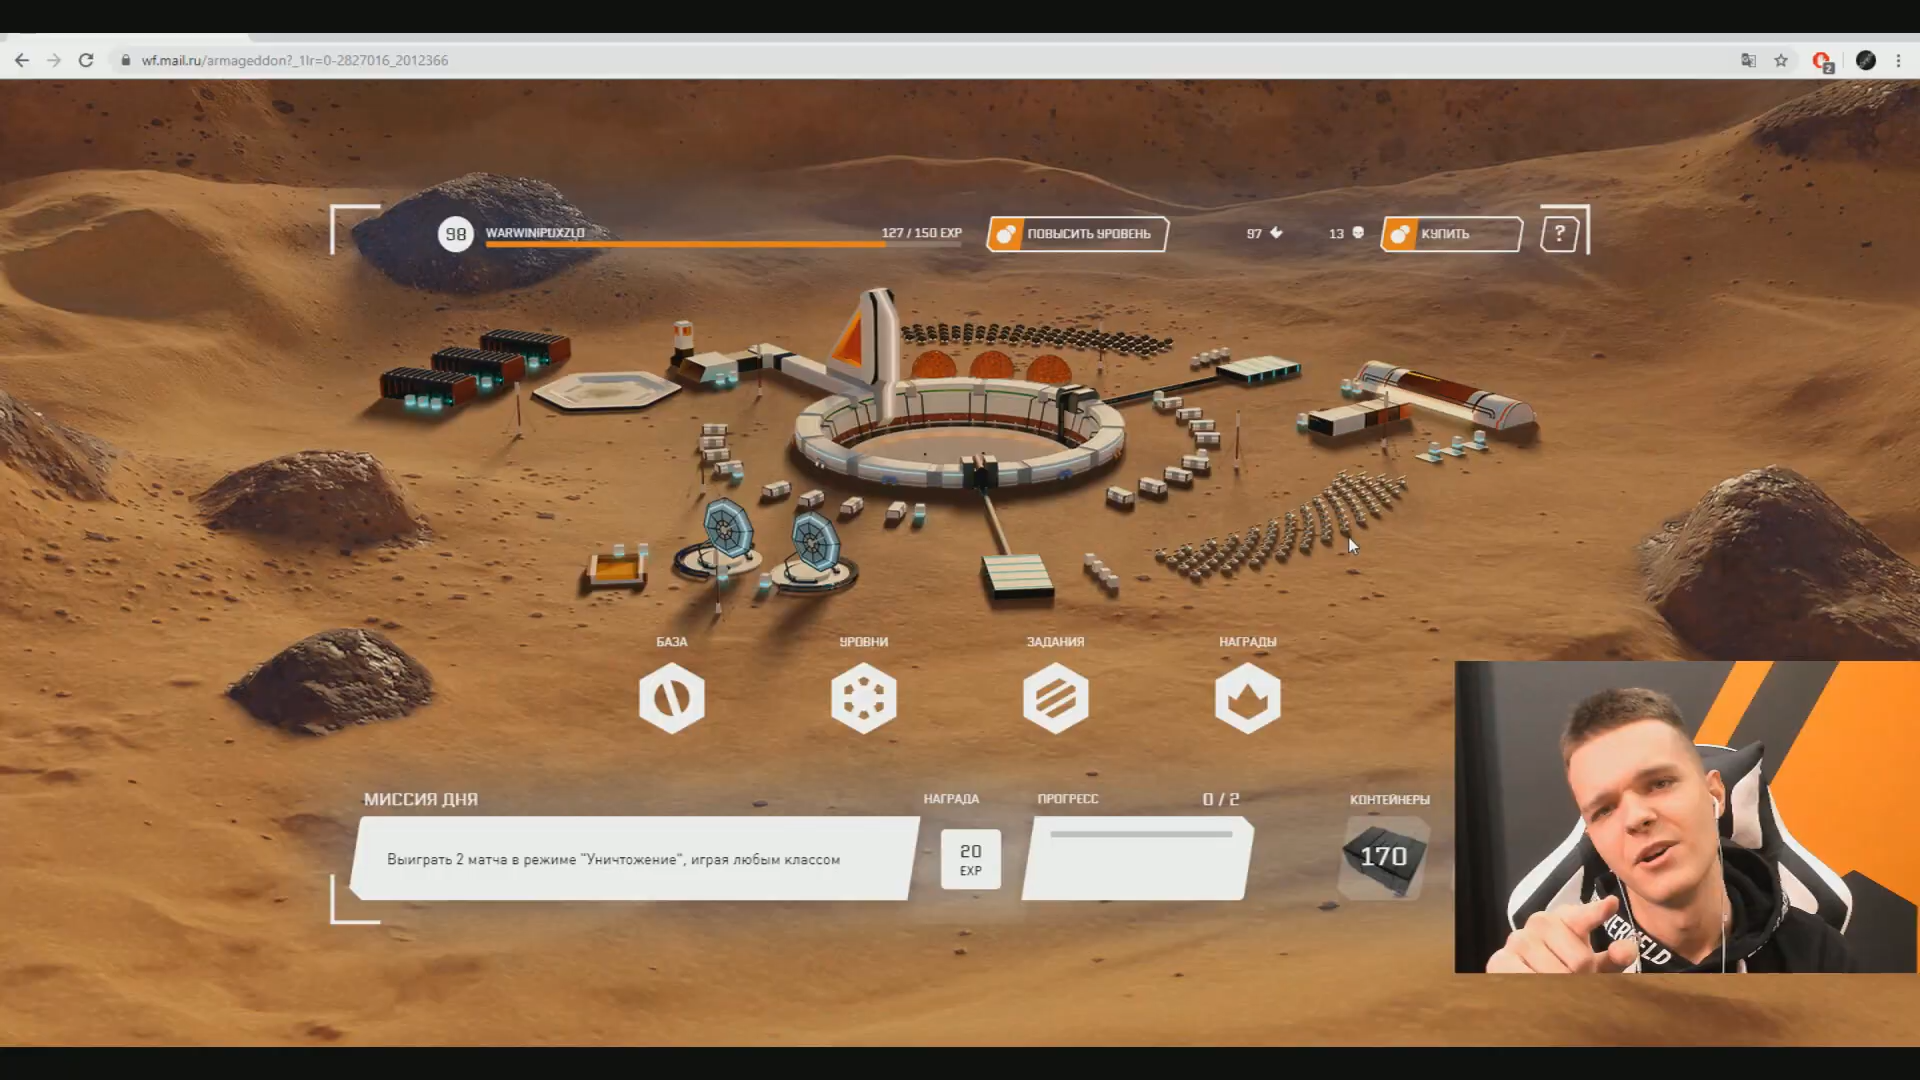 wf.mail.ru/armageddon?_1lr=0-2827016_2012366
2
98
WARWINIPUXZLO
127 / 150 EXP
ПОВЫСИТЬ УРОВЕНЬ
97
13
КУПИТЬ
?
БАЗА
УРОВНИ
ЗАДАНИЯ
НАГРАДЫ
МИССИЯ ДНЯ
НАГРАДА
ПРОГРЕСС
0 / 2
КОНТЕЙНЕРЫ
Выиграть 2 матча в режиме "Уничтожение", играя любым классом
20
EXP
170